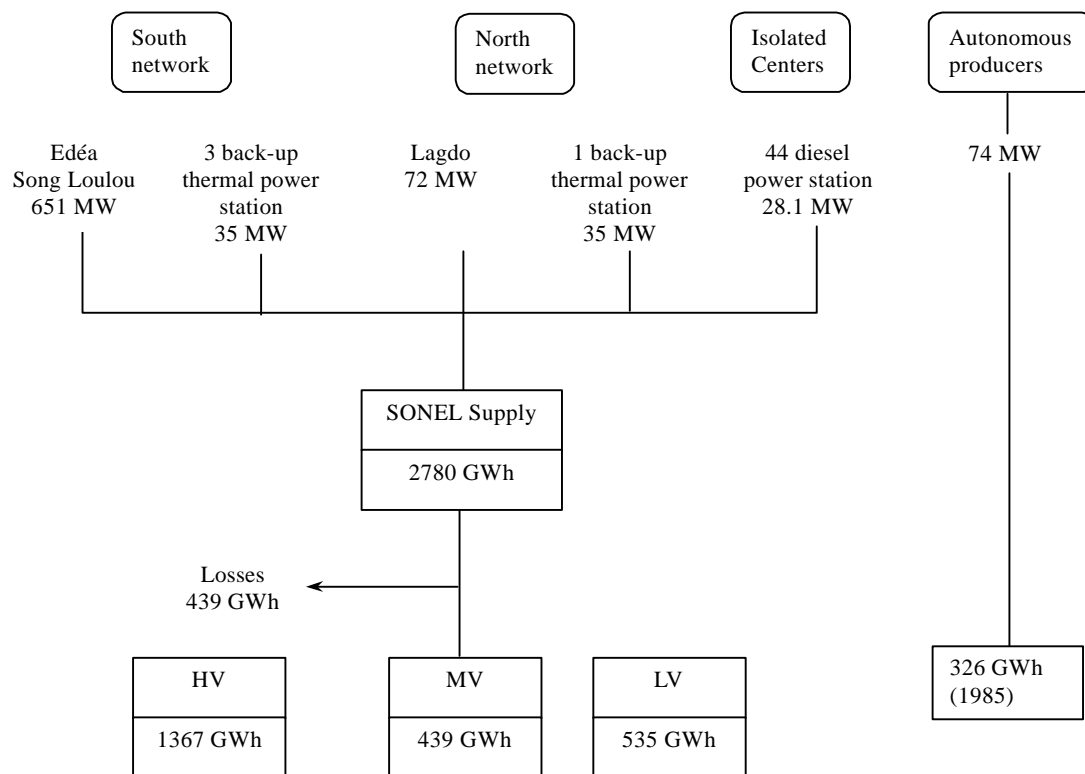 South
network
North
network
Isolated
Centers
Autonomous
producers
Edéa
Song Loulou
651 MW
3 back-up
thermal power
station
35 MW
Lagdo
72 MW
1 back-up
thermal power
station
35 MW
44 diesel
power station
28.1 MW
74 MW
SONEL Supply
2780 GWh
Losses
439 GWh
HV
1367 GWh
MV
439 GWh
LV
535 GWh
326 GWh
(1985)